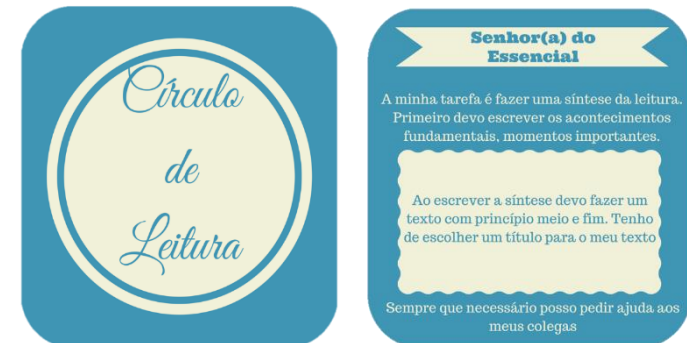 Círculo
de
Leitura
Senhor(a) do
Essencial
A minha tarefa é fazer uma síntese da leitura.
Primeiro devo escrever os acontecimentos
fundamentais, momentos importantes.
Ao escrever a síntese devo fazer um
texto com princípio meio e fim. Tenho
de escolher um título para o meu texto
Sempre que necessário posso pedir ajuda aos
meus colegas